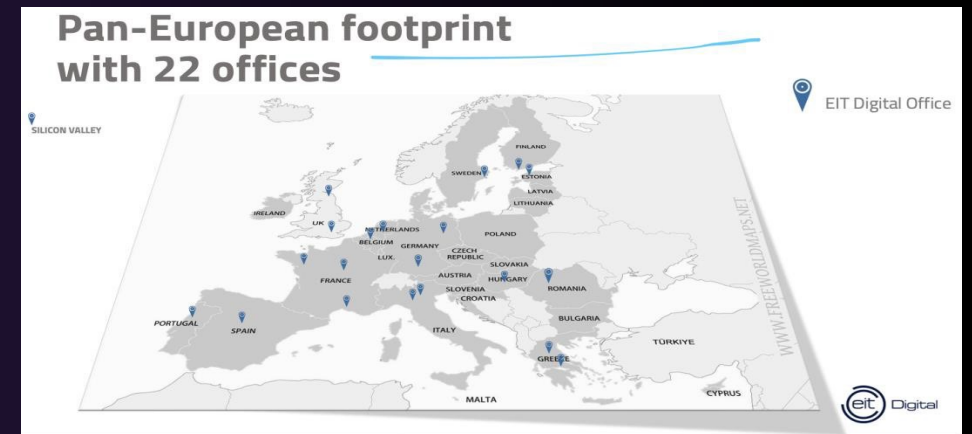 Pan-European footprint
with 22 offices
EIT Digital Office
SILICON VALLEY
FINLAND
SWEDEN
ESTONIA
LATVIA
LITHUANIA
IRELAND
UK
NETHERLANDS
BELGIUM
GERMANY
POLAND
LUX.
CZECH
REPUBLIC
SLOVAKIA
FRANCE
AUSTRIA
HUNGARY
SLOVENIA
ROMANIA
CROATIA
PORTUGAL
SPAIN
ITALY
BULGARIA
GREECE
TÜRKIYE
MALTA
CYPRUS
WWW.FREEWORLDMAPS.NET
eit Digital